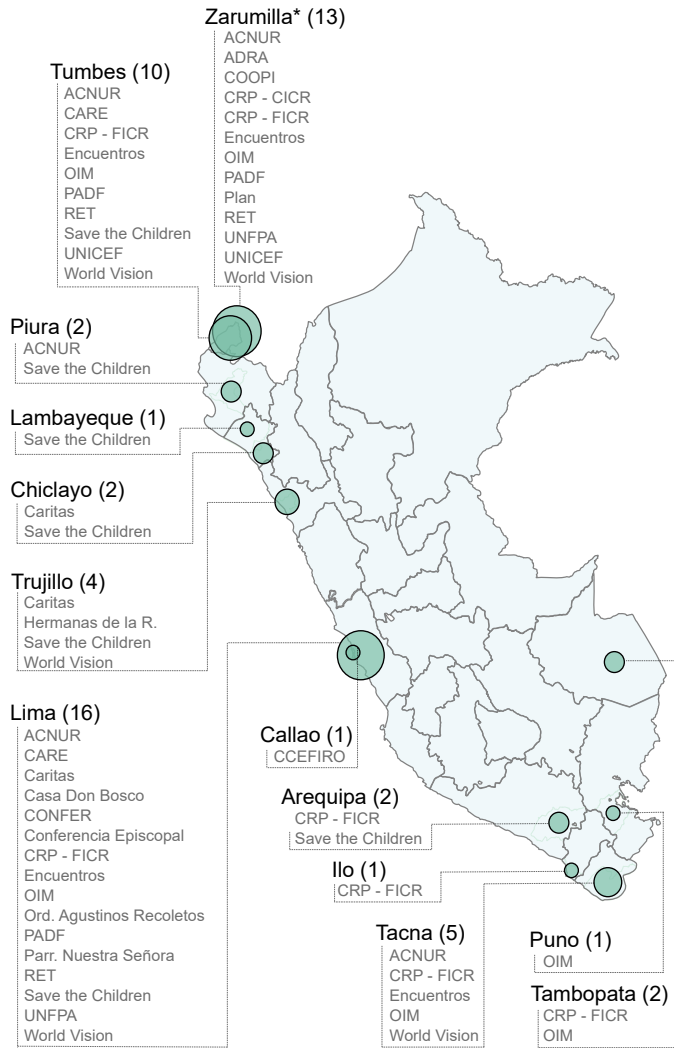 Zarumilla* (13)
ACNUR
ADRA
COOPI
CRP - CICR
CRP - FICR
Encuentros
OIM
PADF
Plan
RET
UNFPA
UNICEF
World Vision
Tumbes (10)
ACNUR
CARE
CRP - FICR
Encuentros
OIM
PADF
RET
Save the Children
UNICEF
World Vision
Piura (2)
ACNUR
Save the Children
Lambayeque (1)
Save the Children
Chiclayo (2)
Caritas
Save the Children
Trujillo (4)
Caritas
Hermanas de la R.
Save the Children
World Vision
Lima (16)
ACNUR
CARE
Caritas
Casa Don Bosco
CONFER
Conferencia Episcopal
CRP - FICR
Encuentros
OIM
Ord. Agustinos Recoletos
PADF
Parr. Nuestra Señora
RET
Save the Children
UNFPA
World Vision
Callao (1)
CCEFIRO
Arequipa (2)
CRP - FICR
Save the Children
Ilo (1)
CRP - FICR
Tacna (5)
ACNUR
CRP - FICR
Encuentros
OIM
World Vision
Puno (1)
OIM
Tambopata (2)
CRP - FICR
OIM